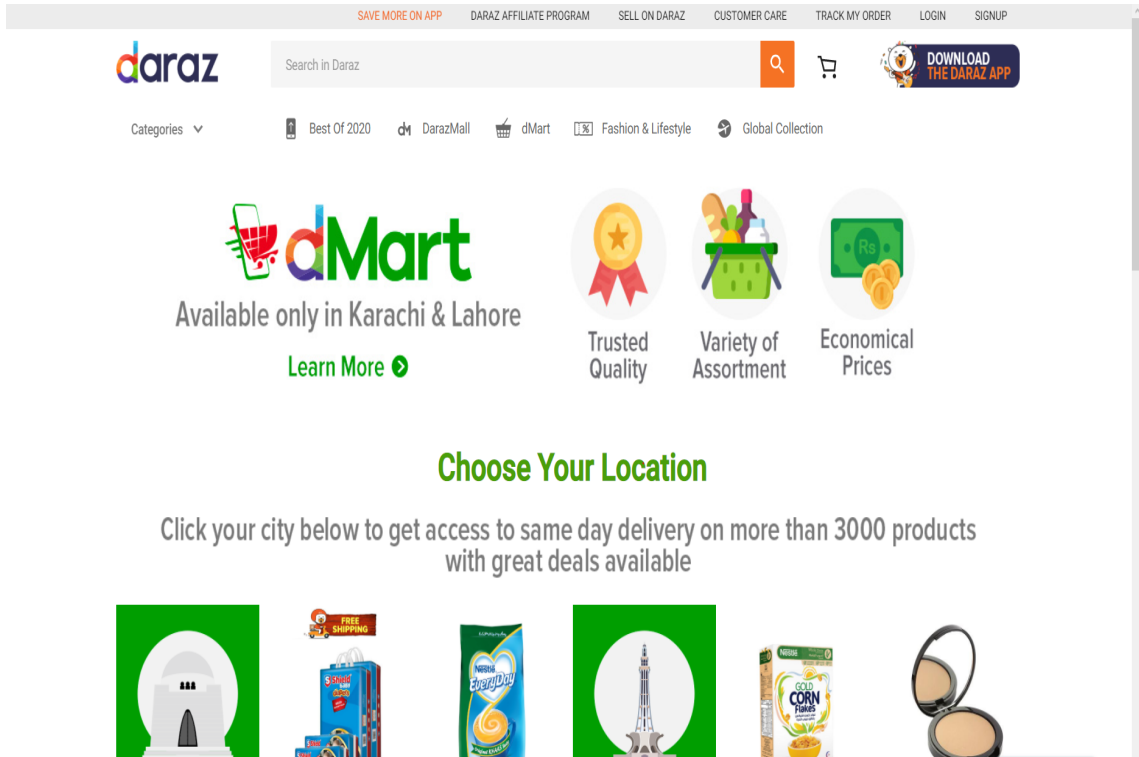 SAVE MORE ON APP DARAZ AFFILIATE PROGRAM SELL ON DARAZ CUSTOMER CARE TRACK MY ORDER LOGIN SIGNUP
daraz
Search in Daraz
DOWNLOAD
THE DARAZ APP
Categories Best Of 2020 dM DarazMall dMart Fashion & Lifestyle Global Collection
dMart
Available only in Karachi & Lahore
Learn More
Rs
Trusted
Quality
Variety of
Assortment
Economical
Prices
Choose Your Location
Click your city below to get access to same day delivery on more than 3000 products
with great deals available
FREE
SHIPPING
Shield
Nestlé
EveryDay
Nestlé
GOLD
CORN
Flakes